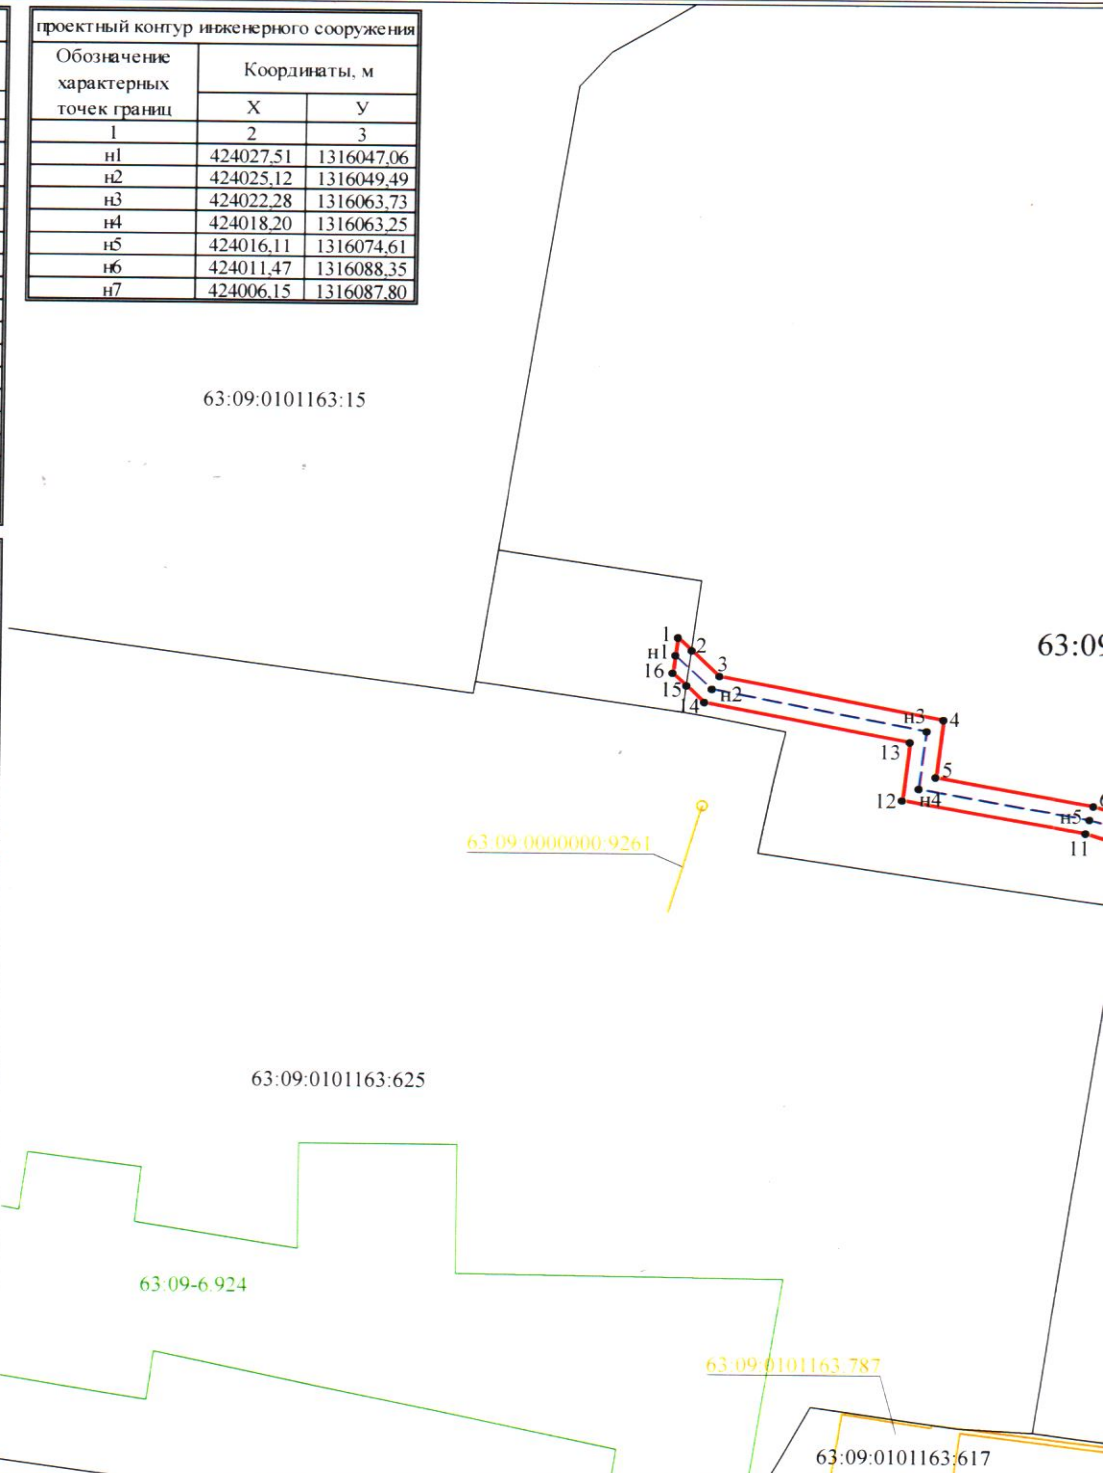 проектный контур инженерного сооружения
Обозначение характерных точек границ
Координаты, м
Х У
1 2 3
н1 424027,51 1316047,06
н2 424025,12 1316049,49
н3 424022,28 1316063,73
н4 424018,20 1316063,25
н5 424016,11 1316074,61
н6 424011,47 1316088,35
н7 424006,15 1316087,80
63:09:0101163:15
63:09
1
2
н1
3
16
15
н2
14
н3
4
13
5
12
н4
6
н5
11
63:09:0000000:9261
63:09:0101163:625
63:09-6.924
63:09:0101163:787
63:09:0101163:617